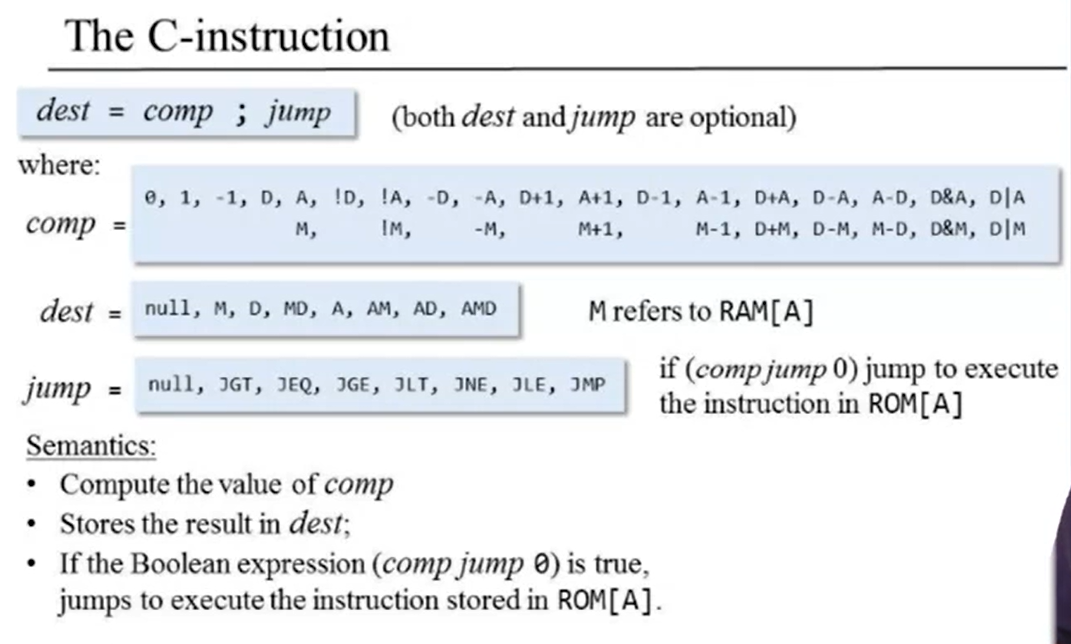 The C-instruction
dest = comp ; jump (both dest and jump are optional)
where:
comp =
0, 1, -1, D, A, !D, !A, -D, -A, D+1, A+1, D-1, A-1, D+A, D-A, A-D, D&A, D|A
M, !M, -M, M+1, M-1, D+M, D-M, M-D, D&M, D|M
dest = null, M, D, MD, A, AM, AD, AMD M refers to RAM[A]
jump = null, JGT, JEQ, JGE, JLT, JNE, JLE, JMP
if (comp jump 0) jump to execute
the instruction in ROM[A]
Semantics:
• Compute the value of comp
• Stores the result in dest;
• If the Boolean expression (comp jump 0) is true,
jumps to execute the instruction stored in ROM[A].